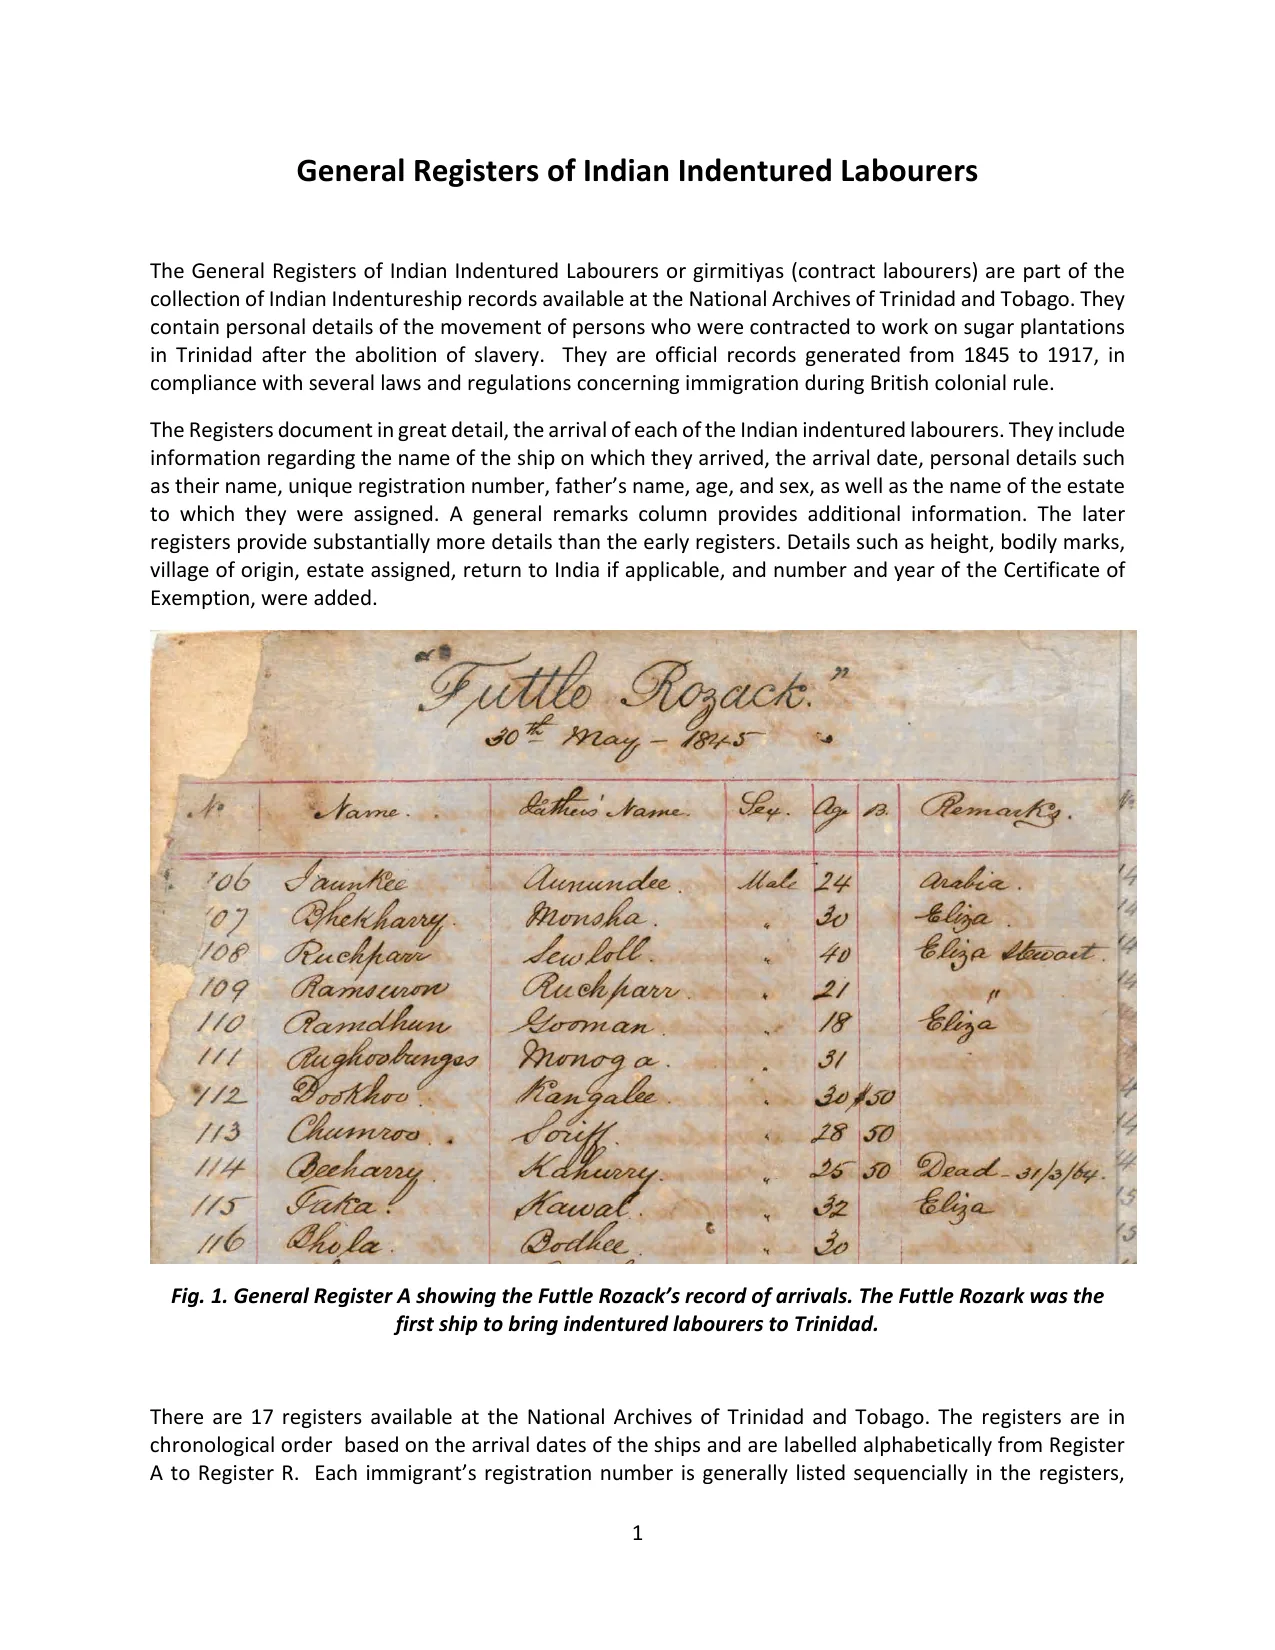 General Registers of Indian Indentured Labourers
The General Registers of Indian Indentured Labourers or girmitiyas (contract labourers) are part of the
collection of Indian Indentureship records available at the National Archives of Trinidad and Tobago. They
contain personal details of the movement of persons who were contracted to work on sugar plantations
in Trinidad after the abolition of slavery. They are official records generated from 1845 to 1917, in
compliance with several laws and regulations concerning immigration during British colonial rule.
The Registers document in great detail, the arrival of each of the Indian indentured labourers. They include
information regarding the name of the ship on which they arrived, the arrival date, personal details such
as their name, unique registration number, father's name, age, and sex, as well as the name of the estate
to which they were assigned. A general remarks column provides additional information. The later
registers provide substantially more details than the early registers. Details such as height, bodily marks,
village of origin, estate assigned, return to India if applicable, and number and year of the Certificate of
Exemption, were added.
"Futtle Rozack."
30th May - 1845
No Name. Father's Name. Sex. Age B. Remarks.
106 Jaunkee Aunundee. Male 24 Arabia.
107 Bhekharry. Monsha. " 30 Eliza.
108 Ruchparr Sewloll. " 40 Eliza Stewart.
109 Ramsuron Ruchparr. " 21 "
110 Ramdhun Gooman. " 18 Eliza
111 Rughoobunges Monoga. " 31
112 Dookhoo. Kangalee. " 30 $50
113 Chumroo. Soriff. " 28 50
114 Beeharry. Kahurry. " 25 50 Dead - 31/3/64.
115 Faka. Kawal. " 32 Eliza
116 Bhola. Bodhee. " 30
Fig. 1. General Register A showing the Futtle Rozack's record of arrivals. The Futtle Rozark was the
first ship to bring indentured labourers to Trinidad.
There are 17 registers available at the National Archives of Trinidad and Tobago. The registers are in
chronological order based on the arrival dates of the ships and are labelled alphabetically from Register
A to Register R. Each immigrant's registration number is generally listed sequencially in the registers,
1